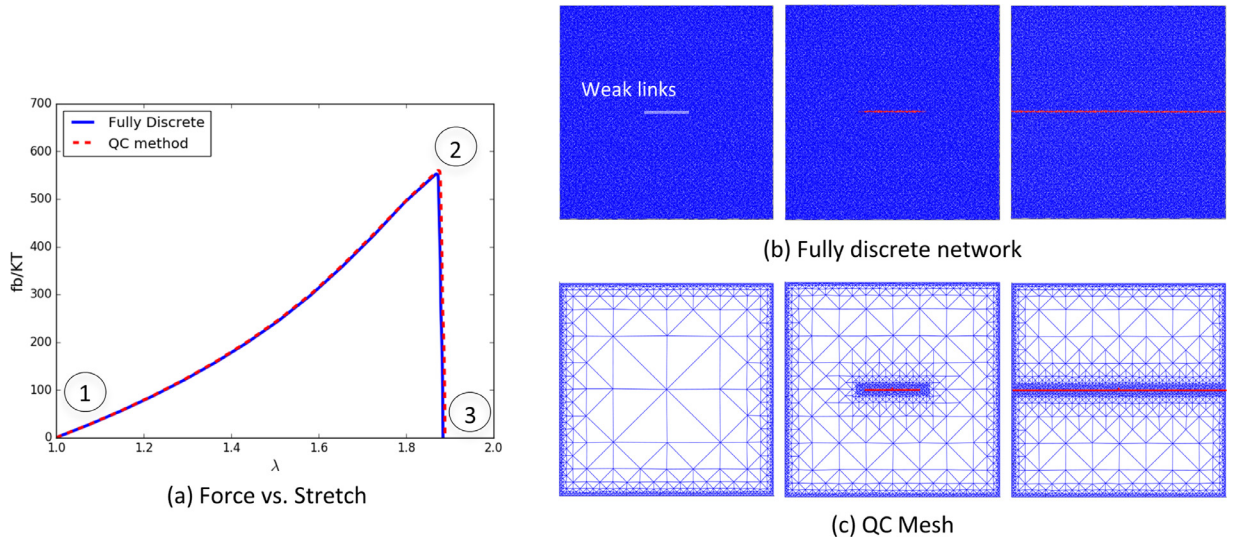 700
600
500
400
300
200
100
0
fb/KT
Fully Discrete
QC method
1
2
3
1.0 1.2 1.4 1.6 1.8 2.0
λ
(a) Force vs. Stretch
Weak links
(b) Fully discrete network
(c) QC Mesh